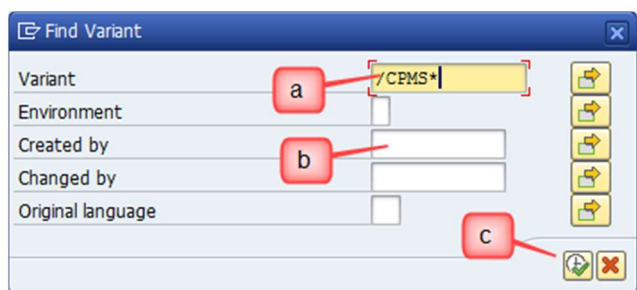 Find Variant
Variant /CPMS*
a
Environment
Created by
b
Changed by
Original language
c